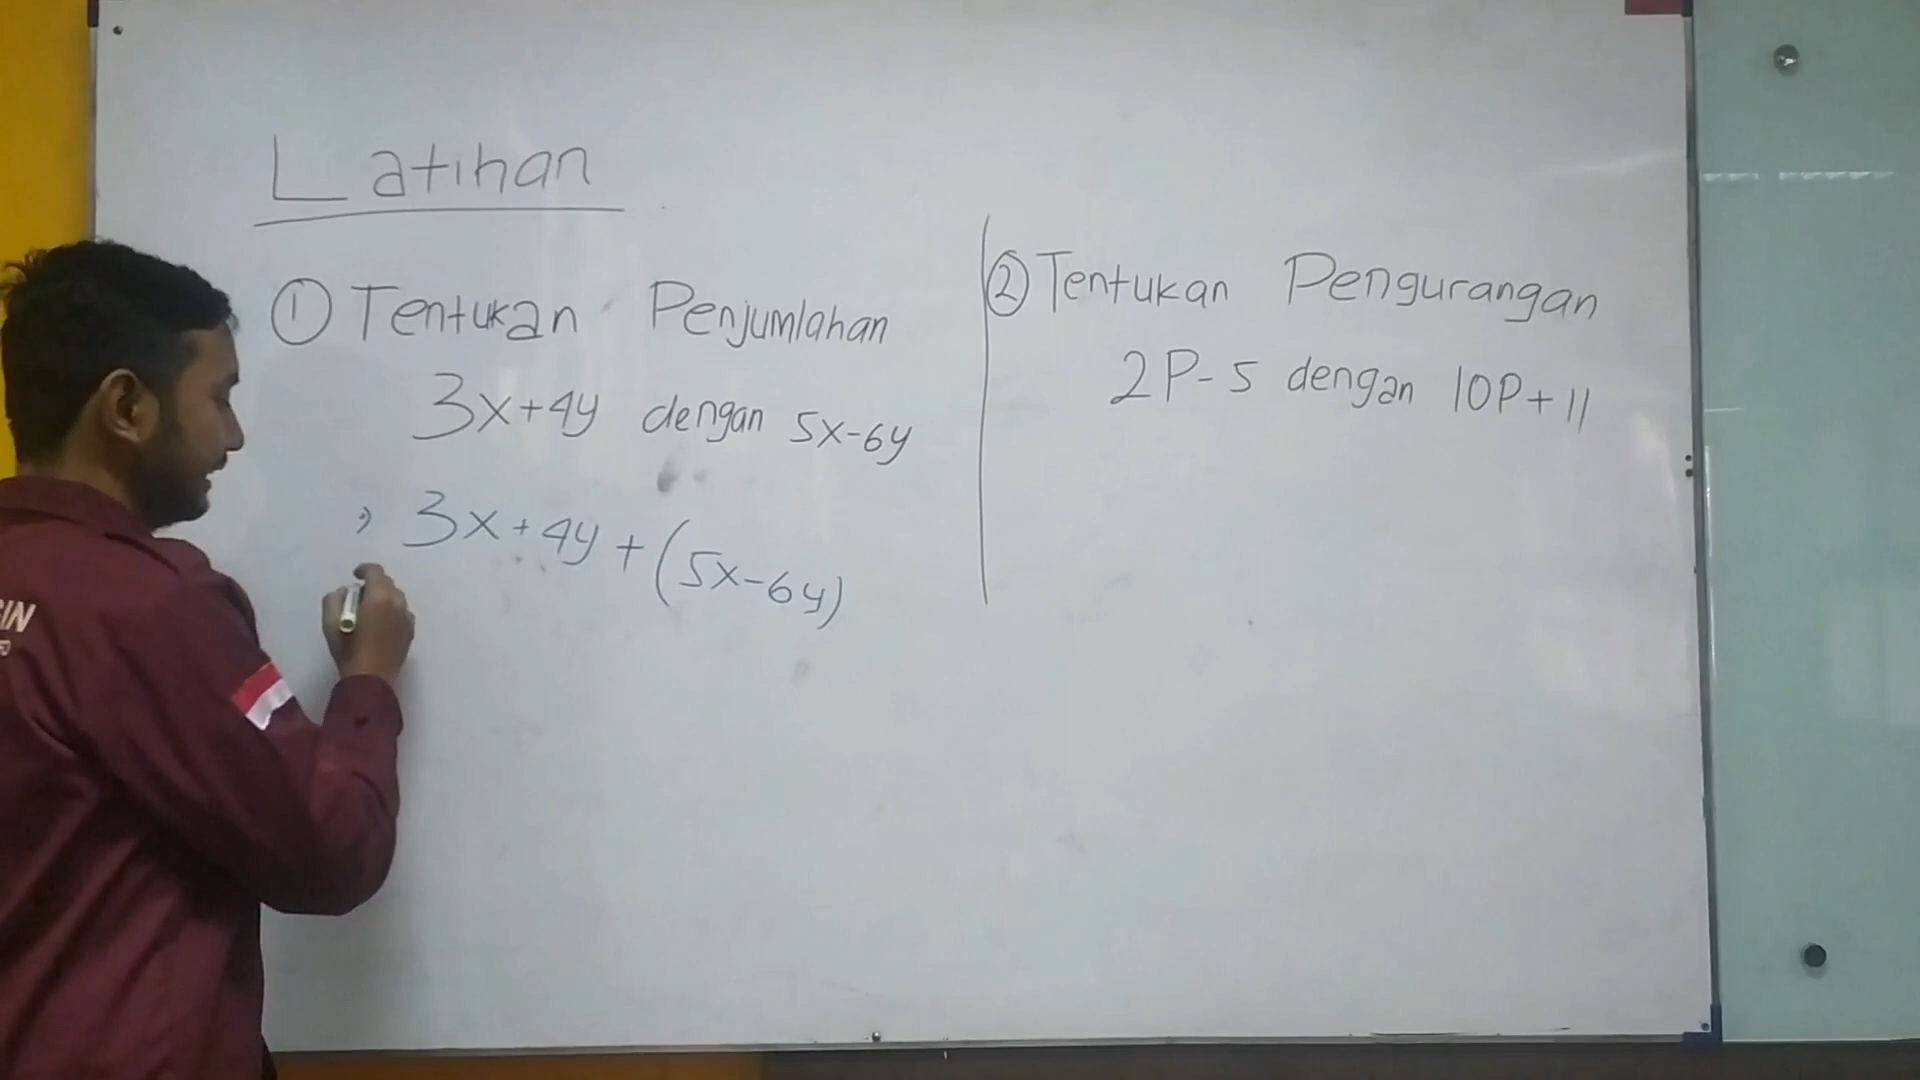 Latihan
① Tentukan Penjumlahan
3x+4y dengan 5x-6y
3x+4y+(5x-6y)
② Tentukan Pengurangan
2P-5 dengan 10P+11